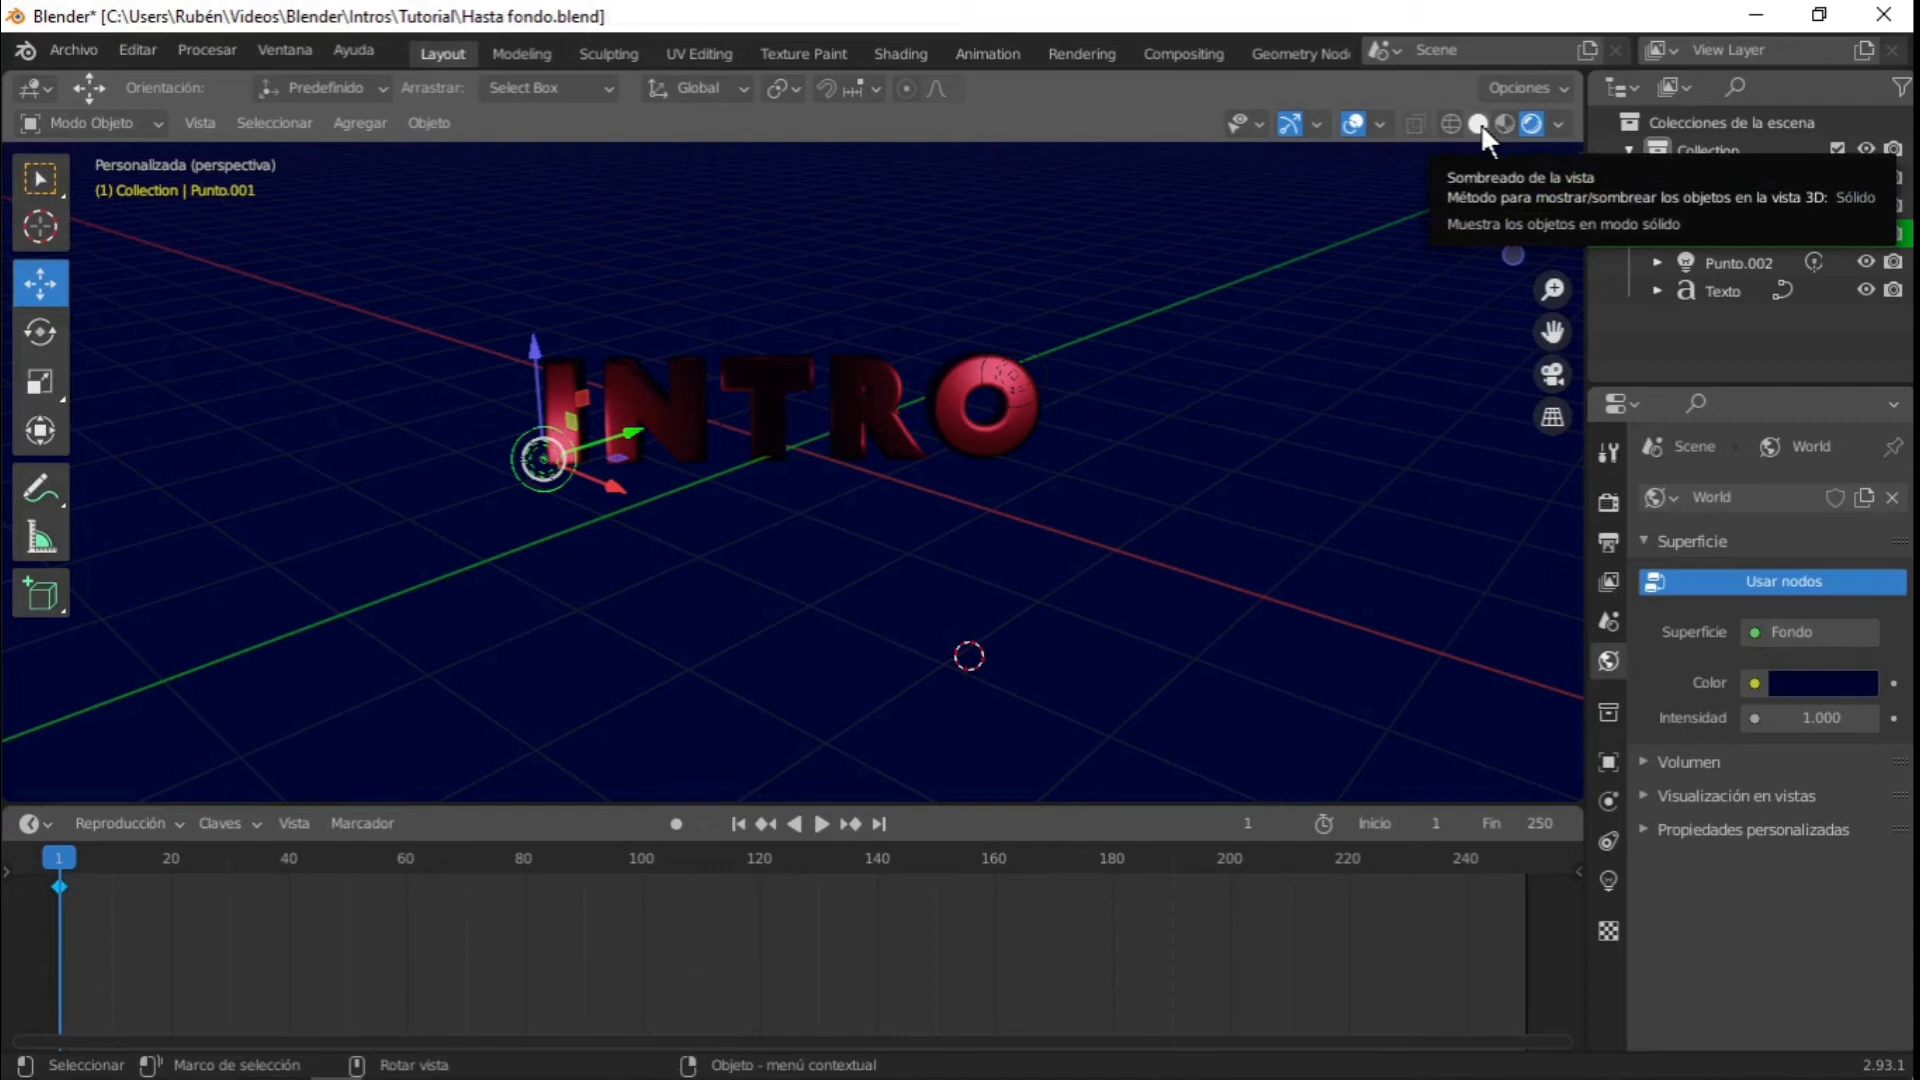 Blender* [C:\Users\Rubén\Videos\Blender\Intros\Tutorial\Hasta fondo.blend]
Archivo Editar Procesar Ventana Ayuda Layout Modeling Sculpting UV Editing Texture Paint Shading Animation Rendering Compositing Geometry Node Scene View Layer
Orientación: Predefinido Arrastrar: Select Box Global Opciones
Modo Objeto Vista Seleccionar Agregar Objeto
Colecciones de la escena
Collection
Personalizada (perspectiva)
(1) Collection | Punto.001
Sombreado de la vista
Método para mostrar/sombrear los objetos en la vista 3D: Sólido
Muestra los objetos en modo sólido
Punto.002
Texto
INTRO
Scene World
World
Superficie
Usar nodos
Superficie Fondo
Color
Intensidad 1.000
Volumen
Visualización en vistas
Propiedades personalizadas
Reproducción Claves Vista Marcador 1 Inicio 1 Fin 250
1 20 40 60 80 100 120 140 160 180 200 220 240
Seleccionar Marco de selección Rotar vista Objeto - menú contextual 2.93.1